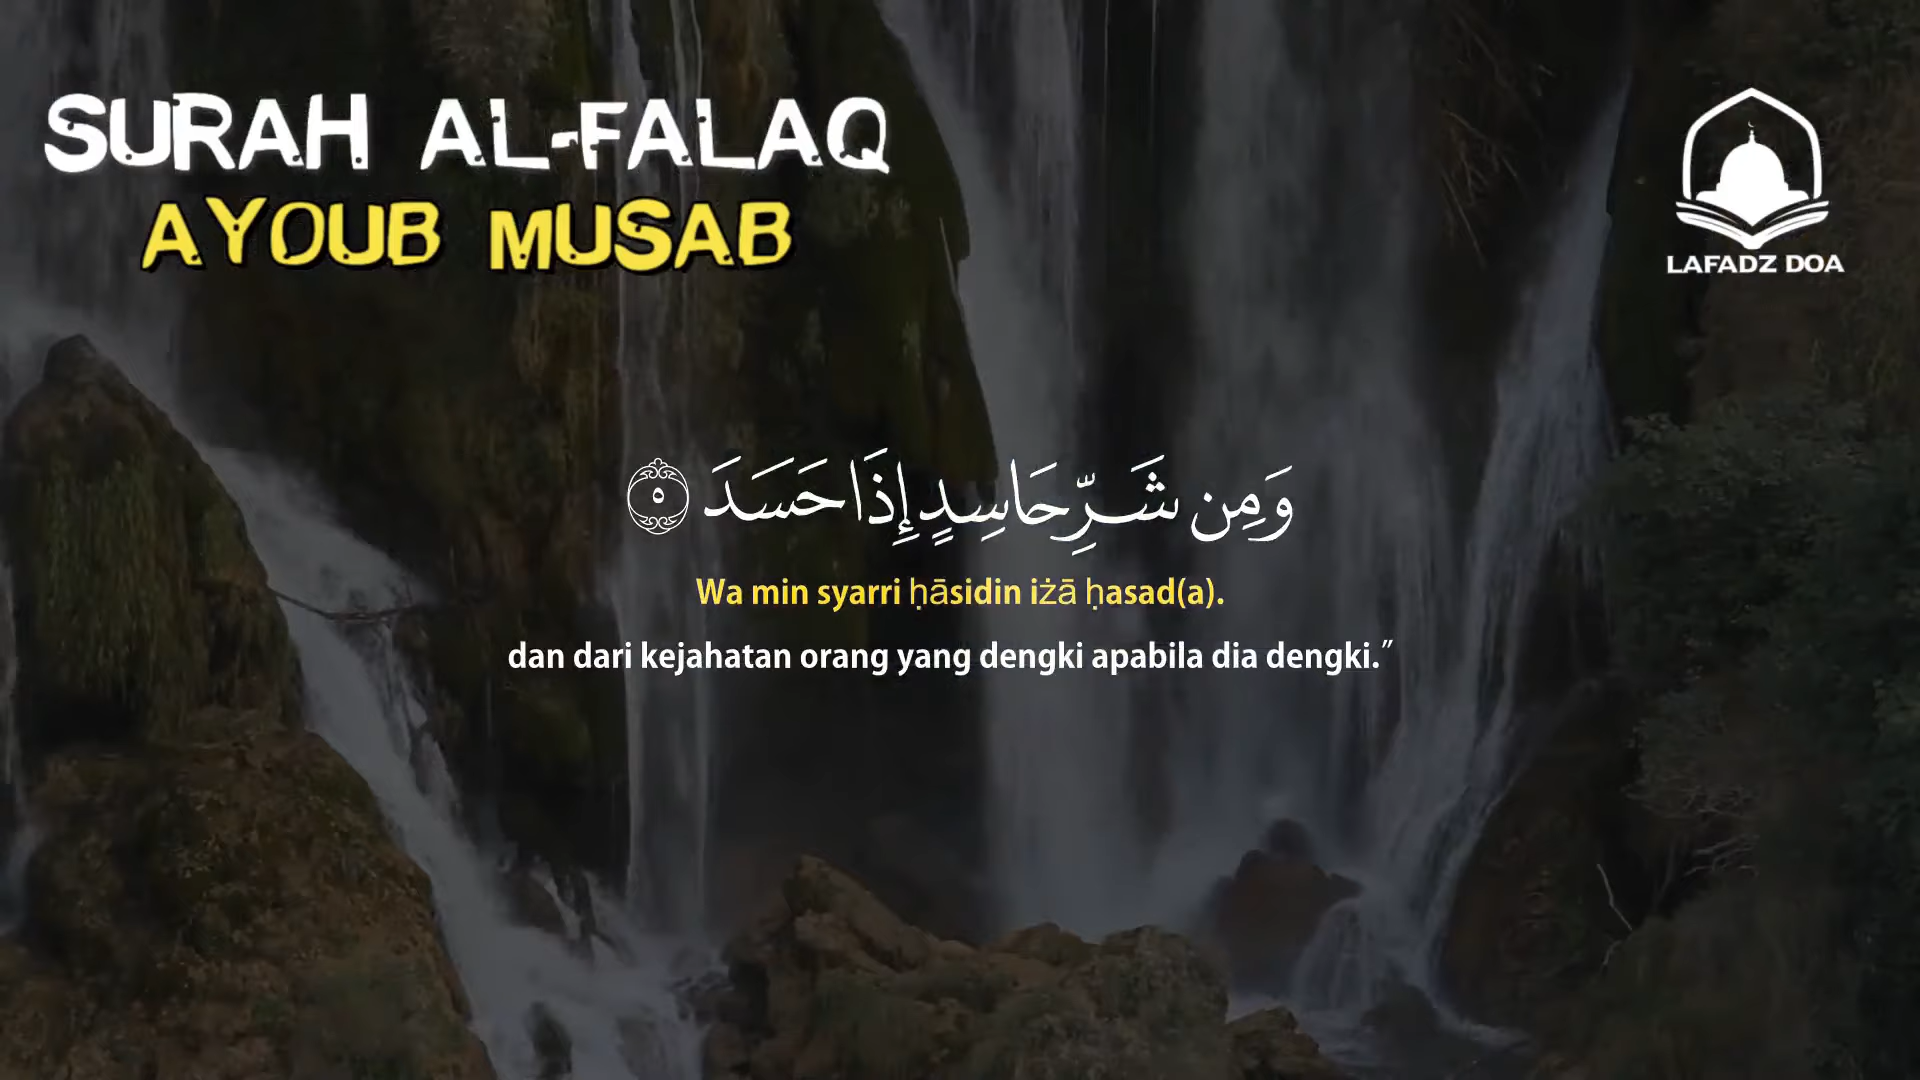 SURAH AL-FALAQ
AYOUB MUSAB
LAFADZ DOA
وَمِن شَرِّ حَاسِدٍ إِذَا حَسَدَ ٥
Wa min syarri ḥāsidin iżā ḥasad(a).
dan dari kejahatan orang yang dengki apabila dia dengki.”